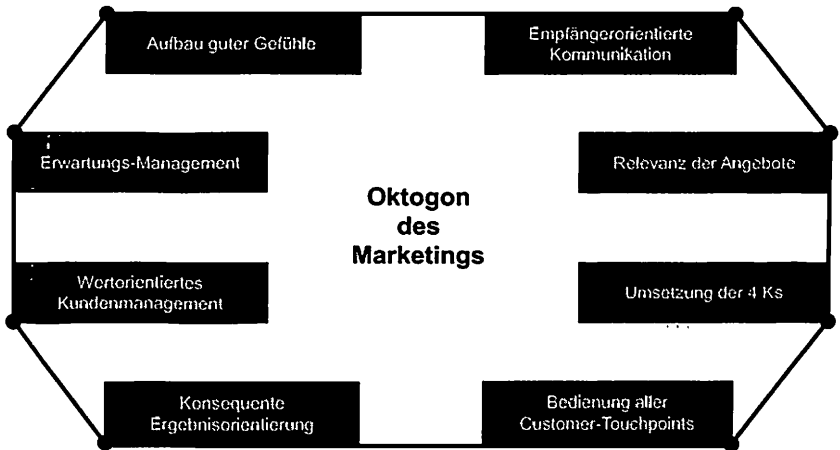 Aufbau guter Gefühle
Empfängerorientierte
Kommunikation
Erwartungs-Management
Relevanz der Angebote
Oktogon
des
Marketings
Wertorientiertes
Kundenmanagement
Umsetzung der 4 Ks
Konsequente
Ergebnisorientierung
Bedienung aller
Customer-Touchpoints